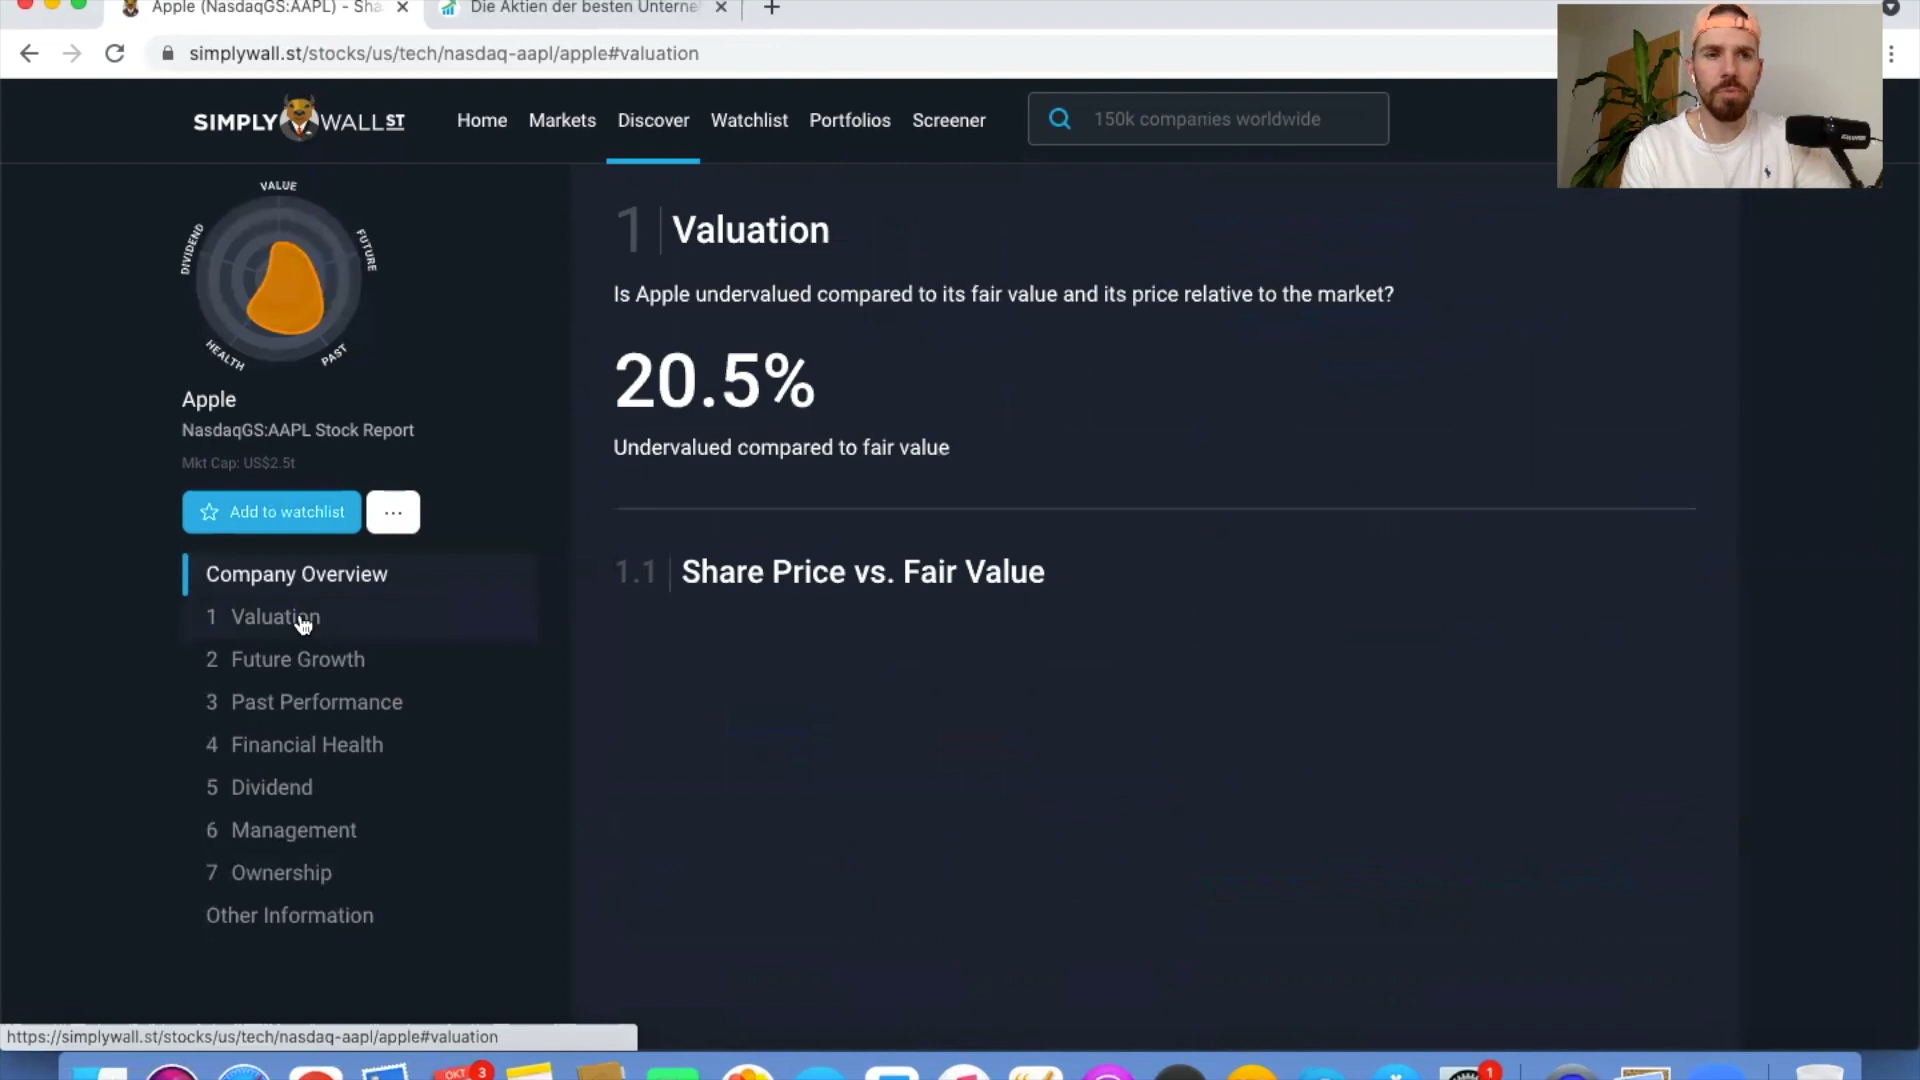 Apple (NasdaqGS:AAPL) - Sha
Die Aktien der besten Unterne
simplywall.st/stocks/us/tech/nasdaq-aapl/apple#valuation
SIMPLY WALL ST
Home
Markets
Discover
Watchlist
Portfolios
Screener
150k companies worldwide
VALUE
FUTURE
PAST
HEALTH
DIVIDEND
Apple
NasdaqGS:AAPL Stock Report
Mkt Cap: US$2.5t
Add to watchlist
...
Company Overview
1 Valuation
2 Future Growth
3 Past Performance
4 Financial Health
5 Dividend
6 Management
7 Ownership
Other Information
1 Valuation
Is Apple undervalued compared to its fair value and its price relative to the market?
20.5%
Undervalued compared to fair value
1.1 Share Price vs. Fair Value
https://simplywall.st/stocks/us/tech/nasdaq-aapl/apple#valuation
OKT 3
1